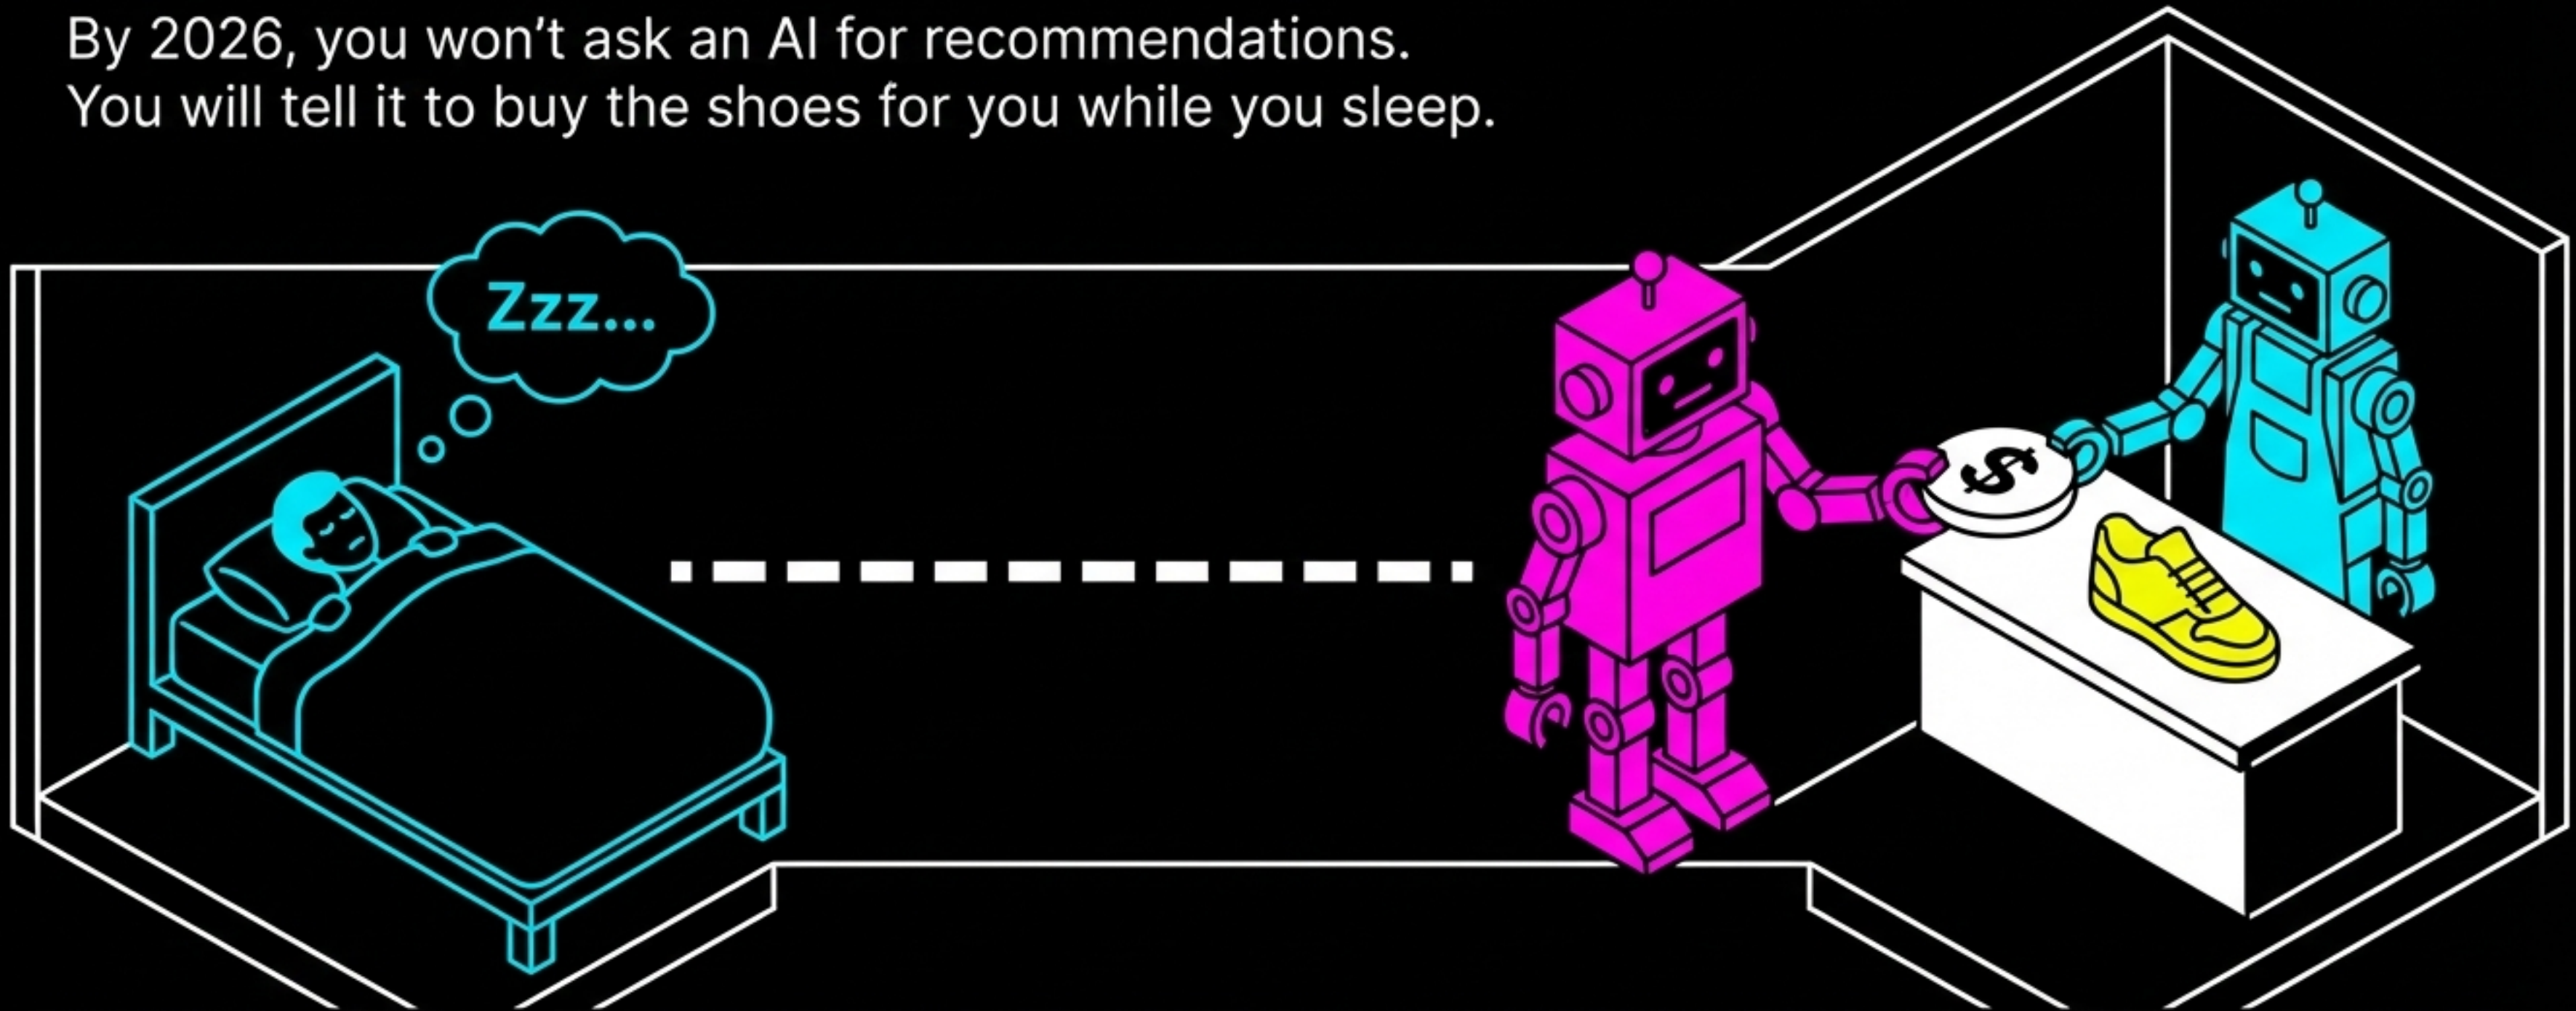 By 2026, you won’t ask an AI for recommendations.
You will tell it to buy the shoes for you while you sleep.
Zzz...
$